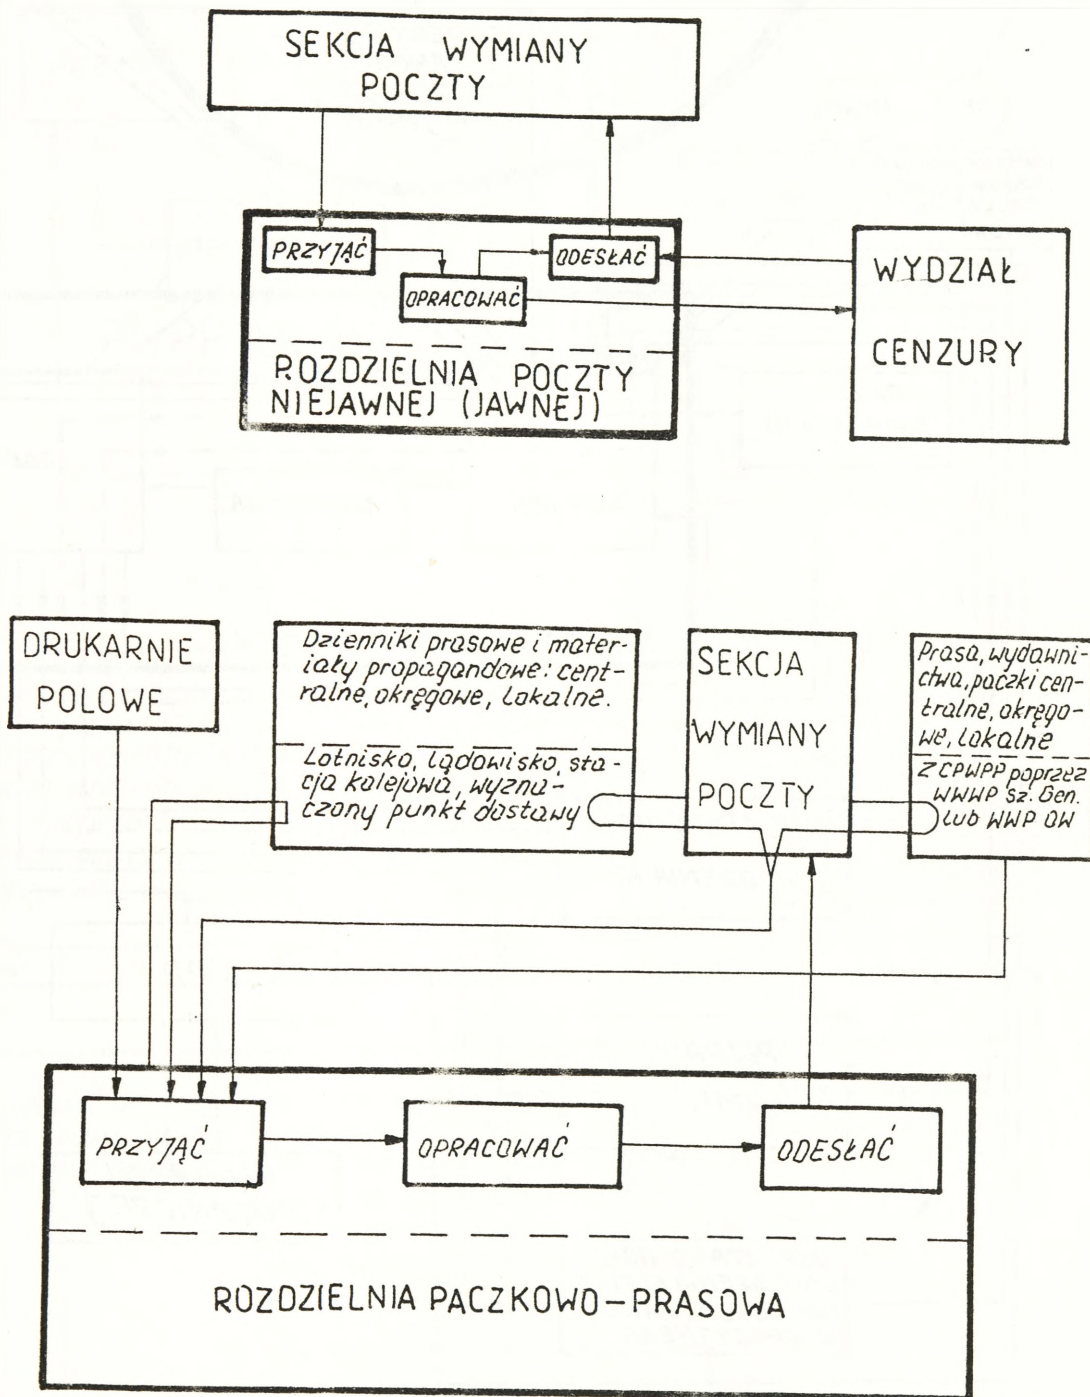 SEKCJA WYMIANY
POCZTY
PRZYJĄĆ
OPRACOWAĆ
ODESŁAĆ
ROZDZIELNIA POCZTY
NIEJAWNEJ (JAWNEJ)
WYDZIAŁ
CENZURY
DRUKARNIE
POLOWE
Dzienniki prasowe i mater-
iały propagandowe: cent-
ralne, okręgowe, lokalne.
Lotnisko, lądowisko, sta-
cja kolejowa, wyzna-
czony punkt dostawy
SEKCJA
WYMIANY
POCZTY
Prasa, wydawni-
ctwa, paczki cen-
tralne, okręgo-
we, lokalne
Z CPWPP poprzez
WWWP Sz. Gen.
lub WWP OW
PRZYJĄĆ
OPRACOWAĆ
ODESŁAĆ
ROZDZIELNIA PACZKOWO-PRASOWA